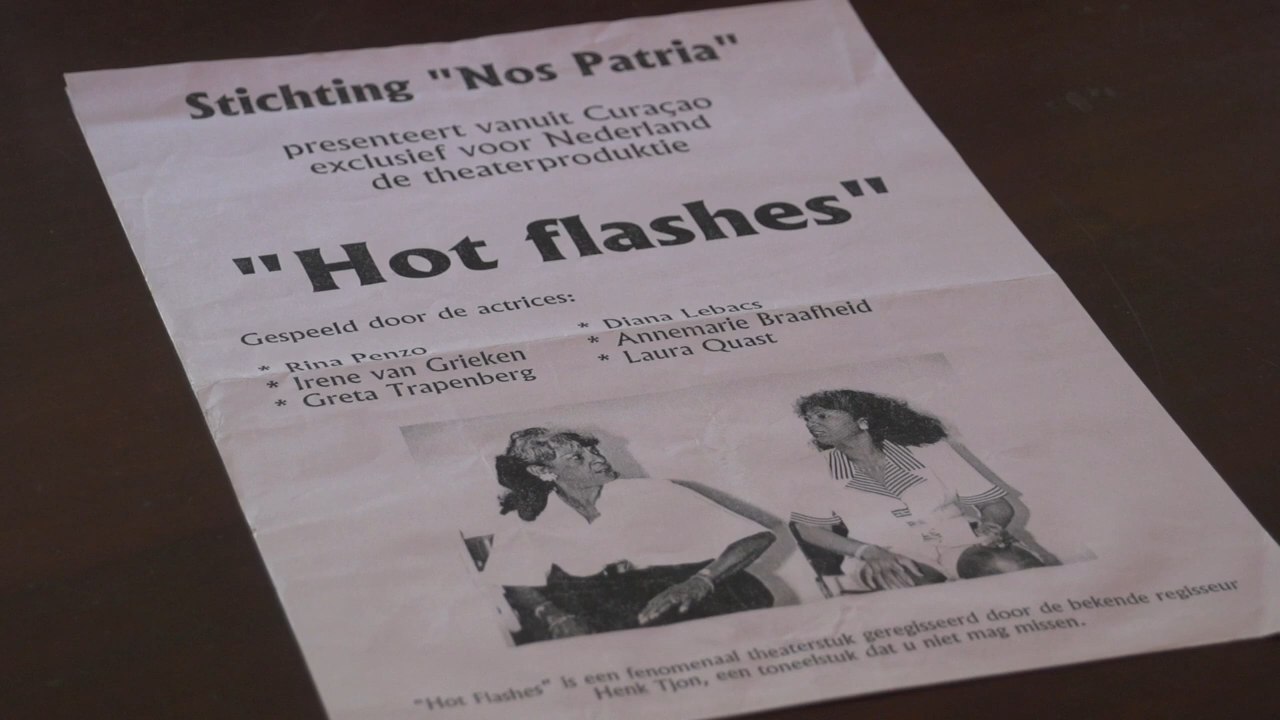 Stichting "Nos Patria"
presenteert vanuit Curaçao
exclusief voor Nederland
de theaterproduktie
"Hot flashes"
Gespeeld door de actrices:
* Rina Penzo
* Irene van Grieken
* Greta Trapenberg
* Diana Lebacs
* Annemarie Braafheid
* Laura Quast
"Hot Flashes" is een fenomenaal theaterstuk geregisseerd door de bekende regisseur
Henk Tjon, een toneelstuk dat u niet mag missen.